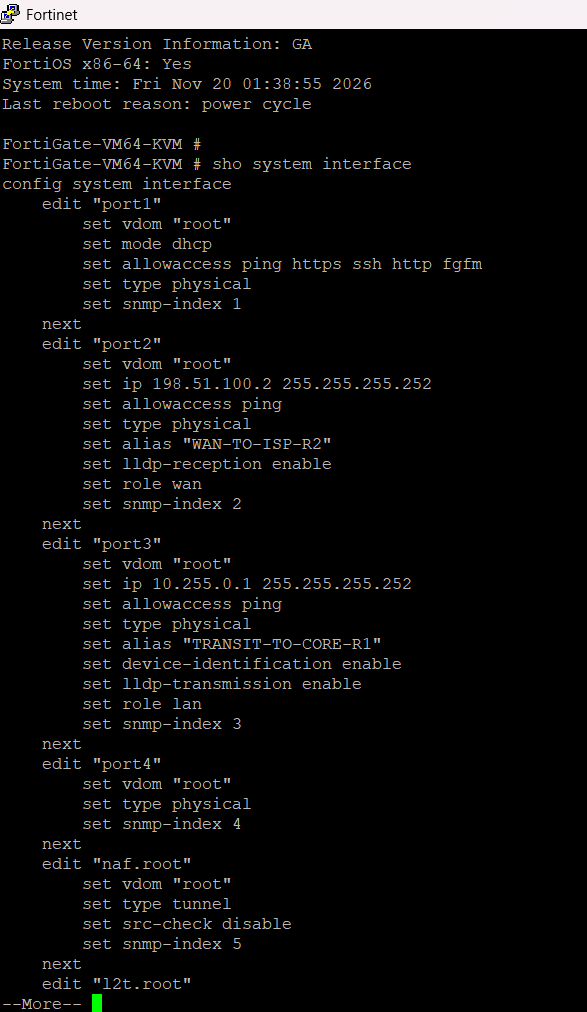 Fortinet
Release Version Information: GA
FortiOS x86-64: Yes
System time: Fri Nov 20 01:38:55 2026
Last reboot reason: power cycle

FortiGate-VM64-KVM #
FortiGate-VM64-KVM # sho system interface
config system interface
    edit "port1"
        set vdom "root"
        set mode dhcp
        set allowaccess ping https ssh http fgfm
        set type physical
        set snmp-index 1
    next
    edit "port2"
        set vdom "root"
        set ip 198.51.100.2 255.255.255.252
        set allowaccess ping
        set type physical
        set alias "WAN-TO-ISP-R2"
        set lldp-reception enable
        set role wan
        set snmp-index 2
    next
    edit "port3"
        set vdom "root"
        set ip 10.255.0.1 255.255.255.252
        set allowaccess ping
        set type physical
        set alias "TRANSIT-TO-CORE-R1"
        set device-identification enable
        set lldp-transmission enable
        set role lan
        set snmp-index 3
    next
    edit "port4"
        set vdom "root"
        set type physical
        set snmp-index 4
    next
    edit "naf.root"
        set vdom "root"
        set type tunnel
        set src-check disable
        set snmp-index 5
    next
    edit "l2t.root"
--More--